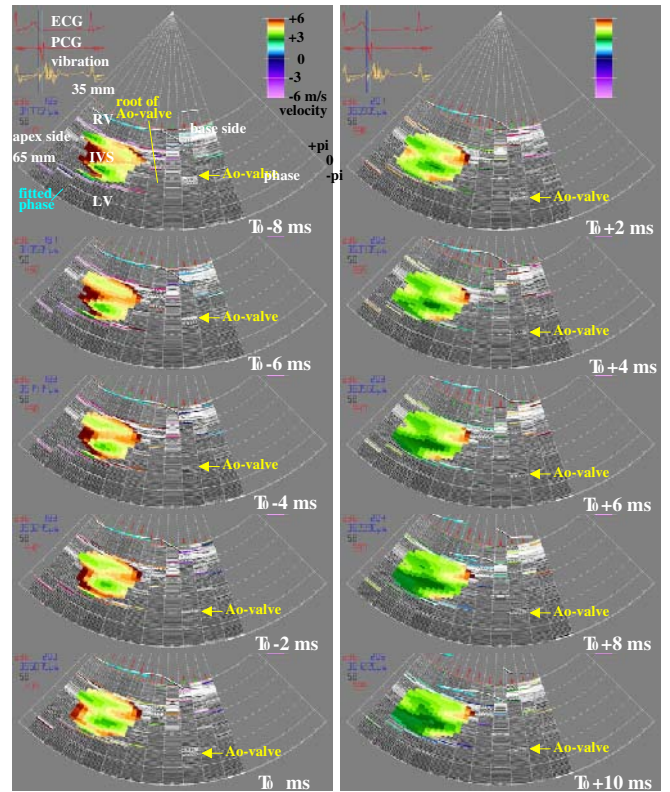 ECG
PCG
vibration
35 mm
RV
root of
Ao-valve
base side
apex side
65 mm
IVS
Ao-valve
fitted
phase
LV
+6
+3
0
-3
-6 m/s
velocity
+pi
0
-pi
phase
T0 -8 ms
Ao-valve
T0 -6 ms
Ao-valve
T0 -4 ms
Ao-valve
T0 -2 ms
Ao-valve
T0 ms
Ao-valve
T0 +2 ms
Ao-valve
T0 +4 ms
Ao-valve
T0 +6 ms
Ao-valve
T0 +8 ms
Ao-valve
T0 +10 ms